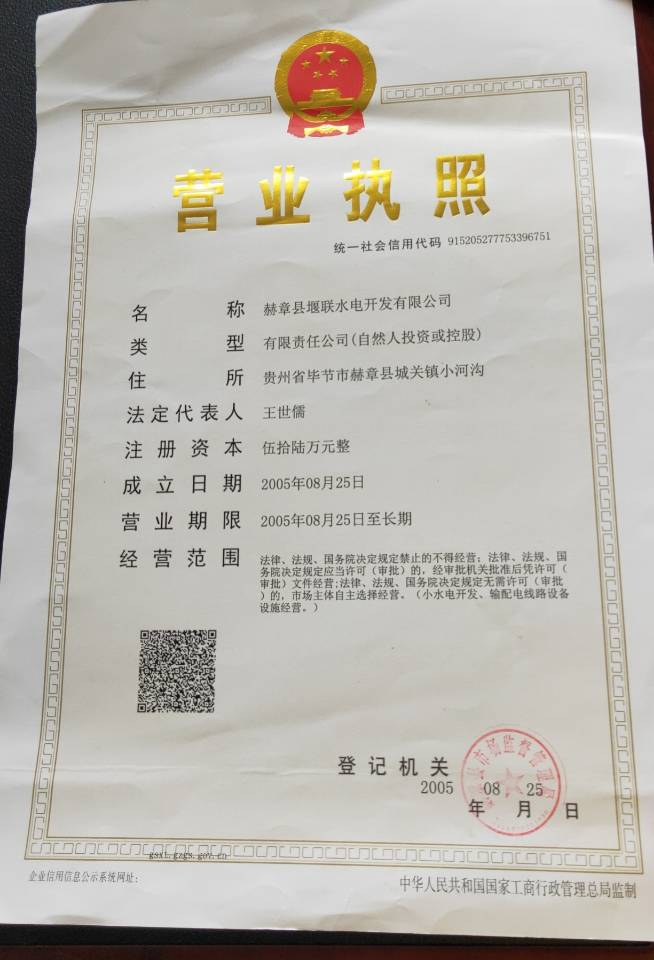 营业执照
统一社会信用代码 915205277753396751
名称 赫章县堰联水电开发有限公司
类型 有限责任公司(自然人投资或控股)
住所 贵州省毕节市赫章县城关镇小河沟
法定代表人 王世儒
注册资本 伍拾陆万元整
成立日期 2005年08月25日
营业期限 2005年08月25日至长期
经营范围 法律、法规、国务院决定规定禁止的不得经营；法律、法规、国
务院决定规定应当许可（审批）的，经审批机关批准后凭许可（
审批）文件经营;法律、法规、国务院决定规定无需许可（审批
）的，市场主体自主选择经营。（小水电开发、输配电线路设备
设施经营。）
县市场监督管理局
登记机关
2005 08 25
年 月 日
gsxt.gzgs.gov.cn
企业信用信息公示系统网址：
中华人民共和国国家工商行政管理总局监制